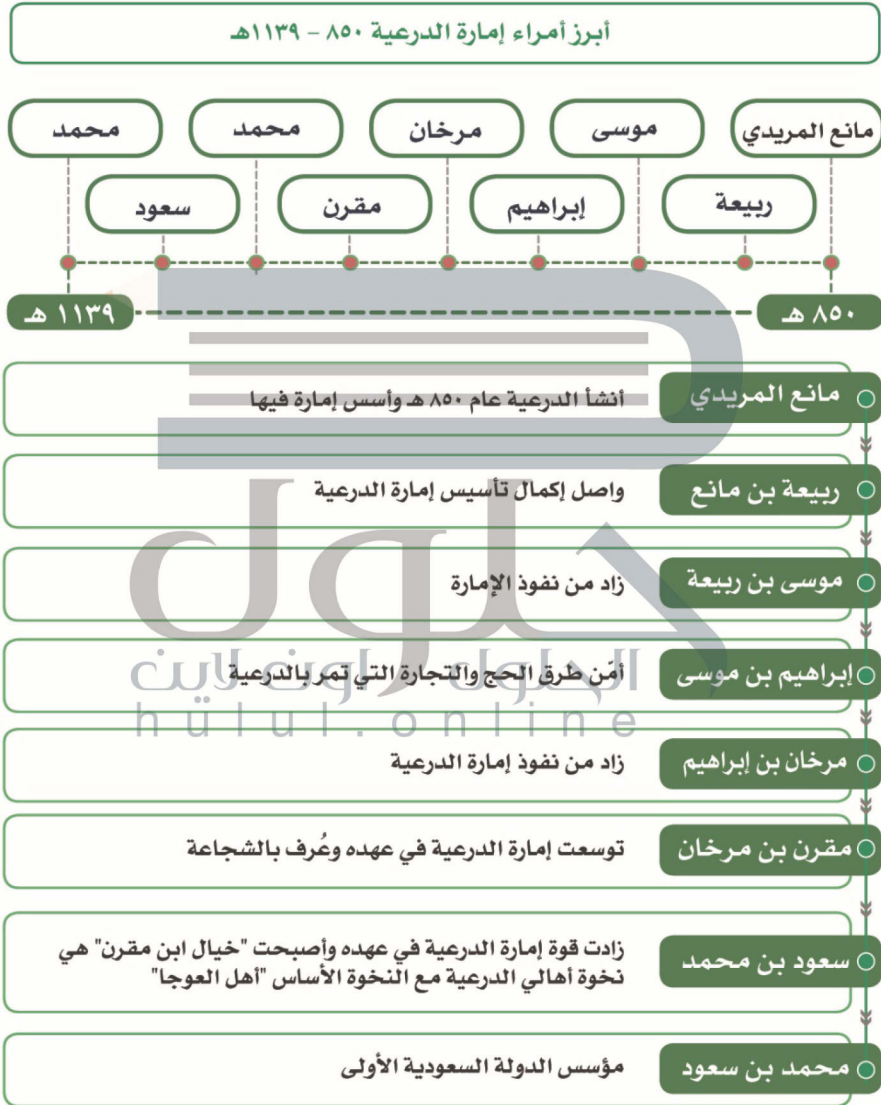 أبرز أمراء إمارة الدرعية ٨٥٠ - ١١٣٩هـ
مانع المريدي
موسى
مرخان
محمد
محمد
ربيعة
إبراهيم
مقرن
سعود
٨٥٠ هـ
١١٣٩ هـ
مانع المريدي
أنشأ الدرعية عام ٨٥٠ هـ وأسس إمارة فيها
ربيعة بن مانع
واصل إكمال تأسيس إمارة الدرعية
موسى بن ربيعة
زاد من نفوذ الإمارة
إبراهيم بن موسى
أمّن طرق الحج والتجارة التي تمر بالدرعية
مرخان بن إبراهيم
زاد من نفوذ إمارة الدرعية
مقرن بن مرخان
توسعت إمارة الدرعية في عهده وعُرف بالشجاعة
سعود بن محمد
زادت قوة إمارة الدرعية في عهده وأصبحت "خيال ابن مقرن" هي
نخوة أهالي الدرعية مع النخوة الأساس "أهل العوجا"
محمد بن سعود
مؤسس الدولة السعودية الأولى
حلول
الحلول اون لاين
hülul.online